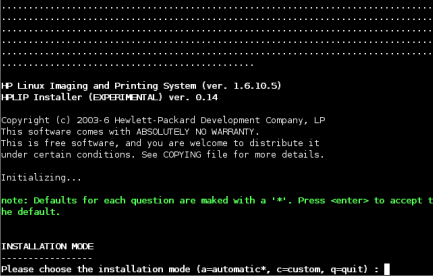 HP Linux Imaging and Printing System (ver. 1.6.10.5)
HPLIP Installer (EXPERIMENTAL) ver. 0.14
Copyright (c) 2003-6 Hewlett-Packard Development Company, LP
This software comes with ABSOLUTELY NO WARRANTY.
This is free software, and you are welcome to distribute it
under certain conditions. See COPYING file for more details.
Initializing...
note: Defaults for each question are maked with a '*'. Press <enter> to accept t
he default.
INSTALLATION MODE
-----------------
Please choose the installation mode (a=automatic*, c=custom, q=quit) :